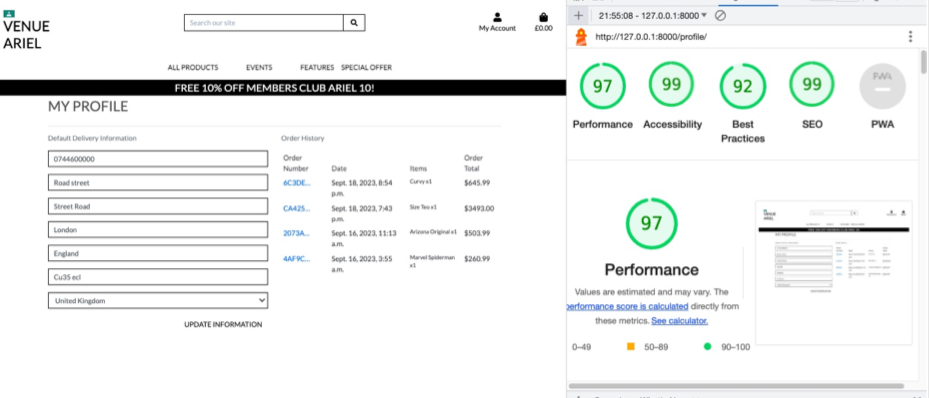 VENUE
ARIEL
Search our site
My Account
£0.00
ALL PRODUCTS EVENTS FEATURES SPECIAL OFFER
FREE 10% OFF MEMBERS CLUB ARIEL 10!
MY PROFILE
Default Delivery Information
0744600000
Road street
Street Road
London
England
Cu35 ecl
United Kingdom
UPDATE INFORMATION
Order History
Order Number Date Items Order Total
6C3DE... Sept. 18, 2023, 8:54 p.m. Curvy x1 $645.99
CA425... Sept. 18, 2023, 7:43 p.m. Size Teo x1 $3493.00
2073A... Sept. 16, 2023, 11:13 a.m. Arizona Original x1 $503.99
4AF9C... Sept. 16, 2023, 3:55 a.m. Marvel Spiderman x1 $260.99
21:55:08 - 127.0.0.1:8000
http://127.0.0.1:8000/profile/
97 99 92 99 PWA
Performance Accessibility Best Practices SEO PWA
97
Performance
Values are estimated and may vary. The
performance score is calculated directly from
these metrics. See calculator.
0–49 50–89 90–100